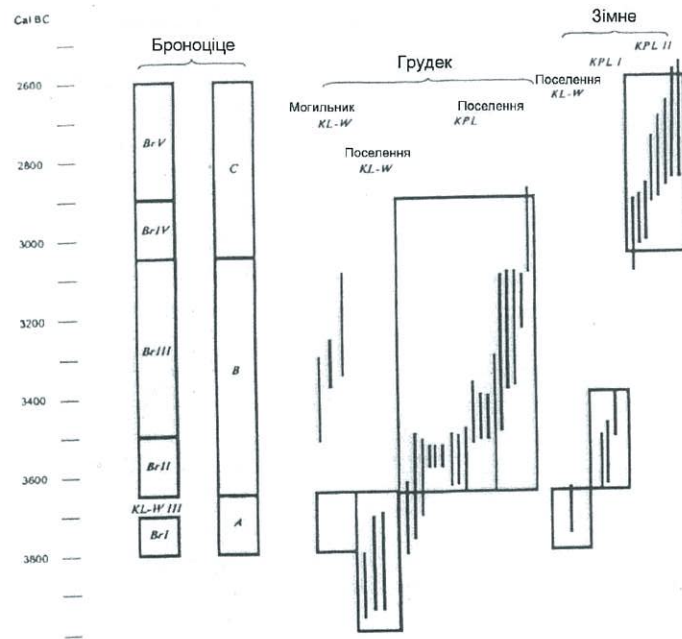 Cal BC
Броноціце
Грудек
Зімне
KPL II
KPL I
Поселення
KL-W
Могильник
KL-W
Поселення
KPL
Поселення
KL-W
2600
2800
3000
3200
3400
3600
3800
BrV
BrIV
BrIII
BrII
KL-W III
BrI
C
B
A